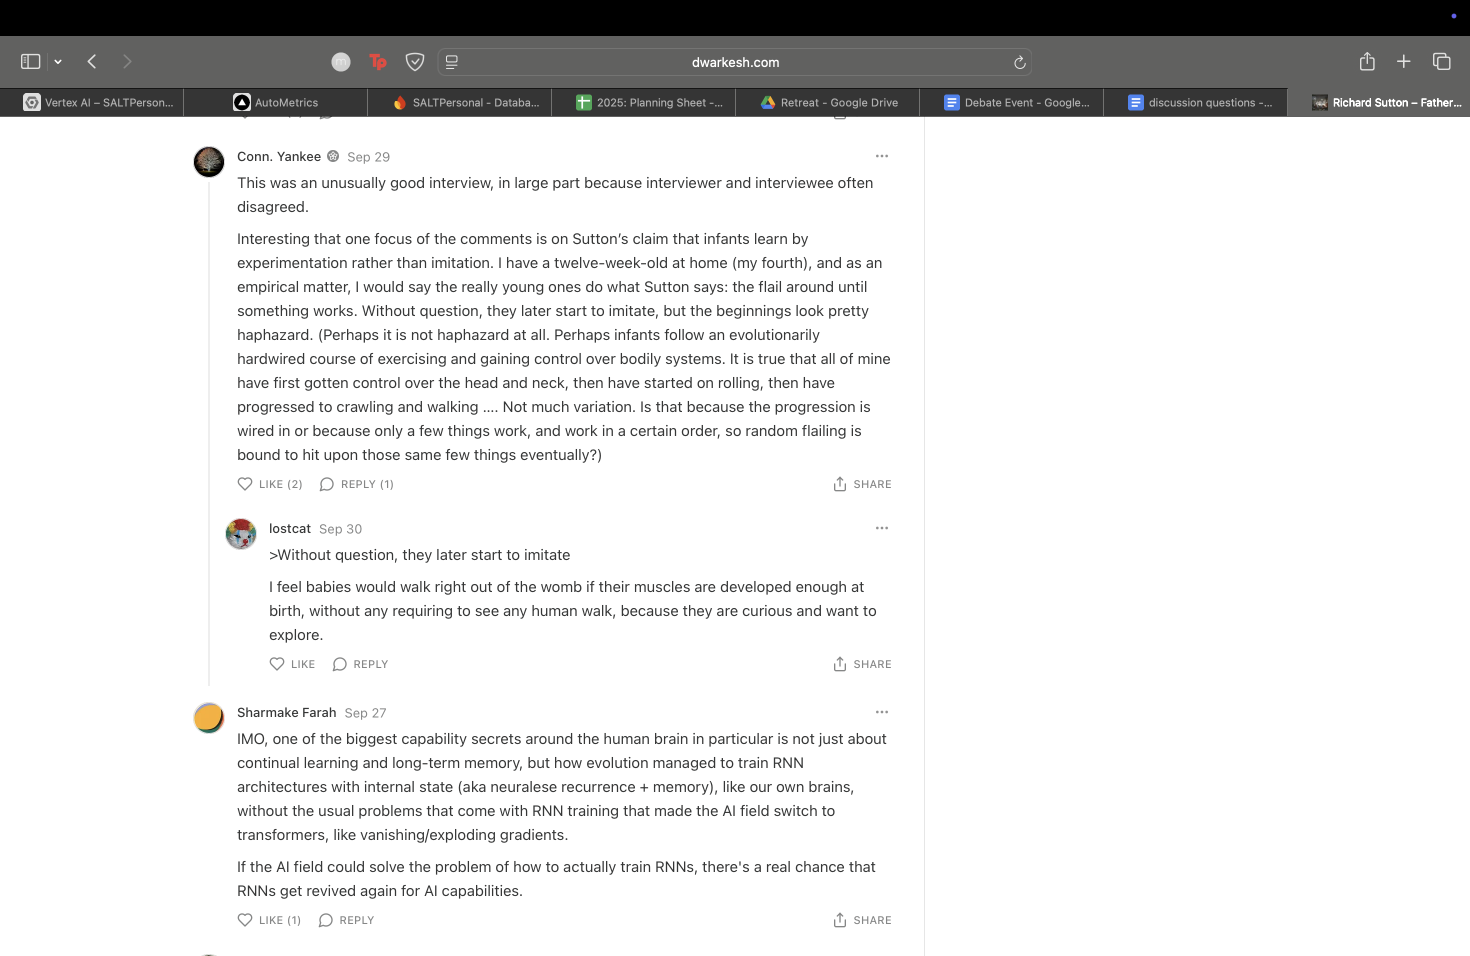 dwarkesh.com
Vertex AI – SALTPerson...
AutoMetrics
SALTPersonal - Databa...
2025: Planning Sheet -...
Retreat - Google Drive
Debate Event - Google...
discussion questions -...
Richard Sutton – Father...
Conn. Yankee Sep 29
This was an unusually good interview, in large part because interviewer and interviewee often
disagreed.
Interesting that one focus of the comments is on Sutton's claim that infants learn by
experimentation rather than imitation. I have a twelve-week-old at home (my fourth), and as an
empirical matter, I would say the really young ones do what Sutton says: the flail around until
something works. Without question, they later start to imitate, but the beginnings look pretty
haphazard. (Perhaps it is not haphazard at all. Perhaps infants follow an evolutionarily
hardwired course of exercising and gaining control over bodily systems. It is true that all of mine
have first gotten control over the head and neck, then have started on rolling, then have
progressed to crawling and walking .... Not much variation. Is that because the progression is
wired in or because only a few things work, and work in a certain order, so random flailing is
bound to hit upon those same few things eventually?)
LIKE (2) REPLY (1) SHARE
lostcat Sep 30
>Without question, they later start to imitate
I feel babies would walk right out of the womb if their muscles are developed enough at
birth, without any requiring to see any human walk, because they are curious and want to
explore.
LIKE REPLY SHARE
Sharmake Farah Sep 27
IMO, one of the biggest capability secrets around the human brain in particular is not just about
continual learning and long-term memory, but how evolution managed to train RNN
architectures with internal state (aka neuralese recurrence + memory), like our own brains,
without the usual problems that come with RNN training that made the AI field switch to
transformers, like vanishing/exploding gradients.
If the AI field could solve the problem of how to actually train RNNs, there's a real chance that
RNNs get revived again for AI capabilities.
LIKE (1) REPLY SHARE